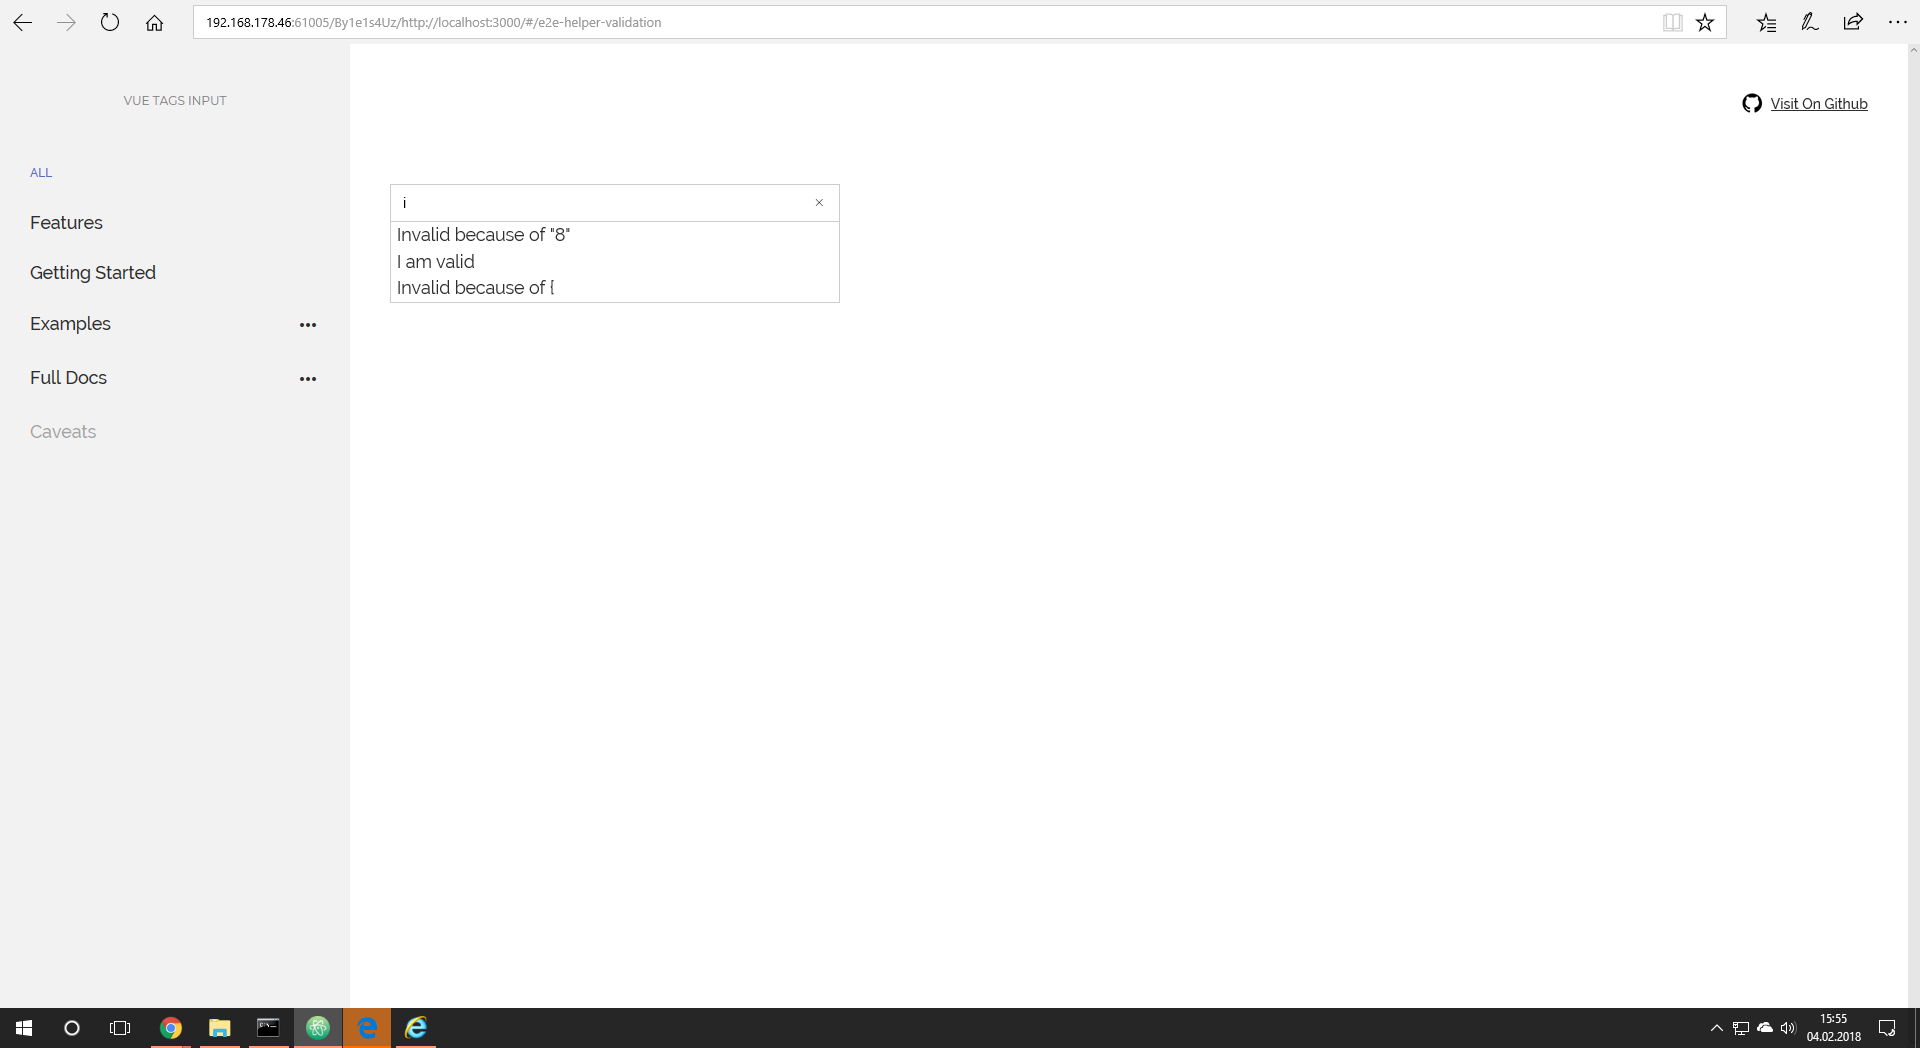 192.168.178.46:61005/By1e1s4Uz/http://localhost:3000/#/e2e-helper-validation
VUE TAGS INPUT
Visit On Github
ALL
Features
Getting Started
Examples
Full Docs
Caveats
i
Invalid because of "8"
I am valid
Invalid because of {
15:55
04.02.2018